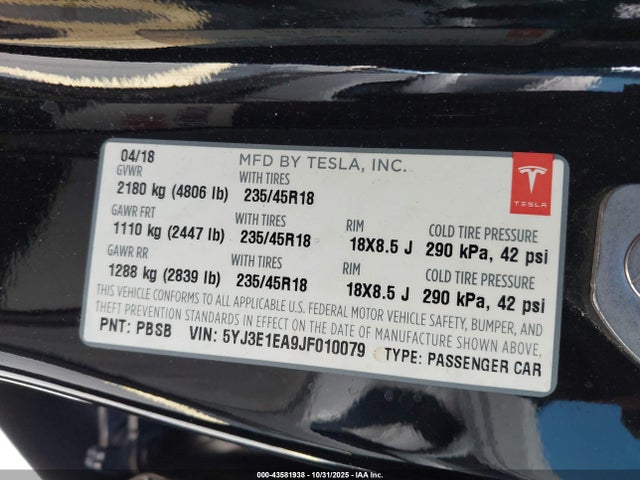 04/18 MFD BY TESLA, INC.
GVWR WITH TIRES
2180 kg (4806 lb) 235/45R18
GAWR FRT WITH TIRES RIM COLD TIRE PRESSURE
1110 kg (2447 lb) 235/45R18 18X8.5 J 290 kPa, 42 psi
GAWR RR WITH TIRES RIM COLD TIRE PRESSURE
1288 kg (2839 lb) 235/45R18 18X8.5 J 290 kPa, 42 psi
THIS VEHICLE CONFORMS TO ALL APPLICABLE U.S. FEDERAL MOTOR VEHICLE SAFETY, BUMPER, AND
THEFT STANDARDS IN EFFECT ON THE DATE OF MANUFACTURE SHOWN ABOVE.
PNT: PBSB VIN: 5YJ3E1EA9JF010079 TYPE: PASSENGER CAR
TESLA
000-43581938 - 10/31/2025 - COPYRIGHT IAA, LLC